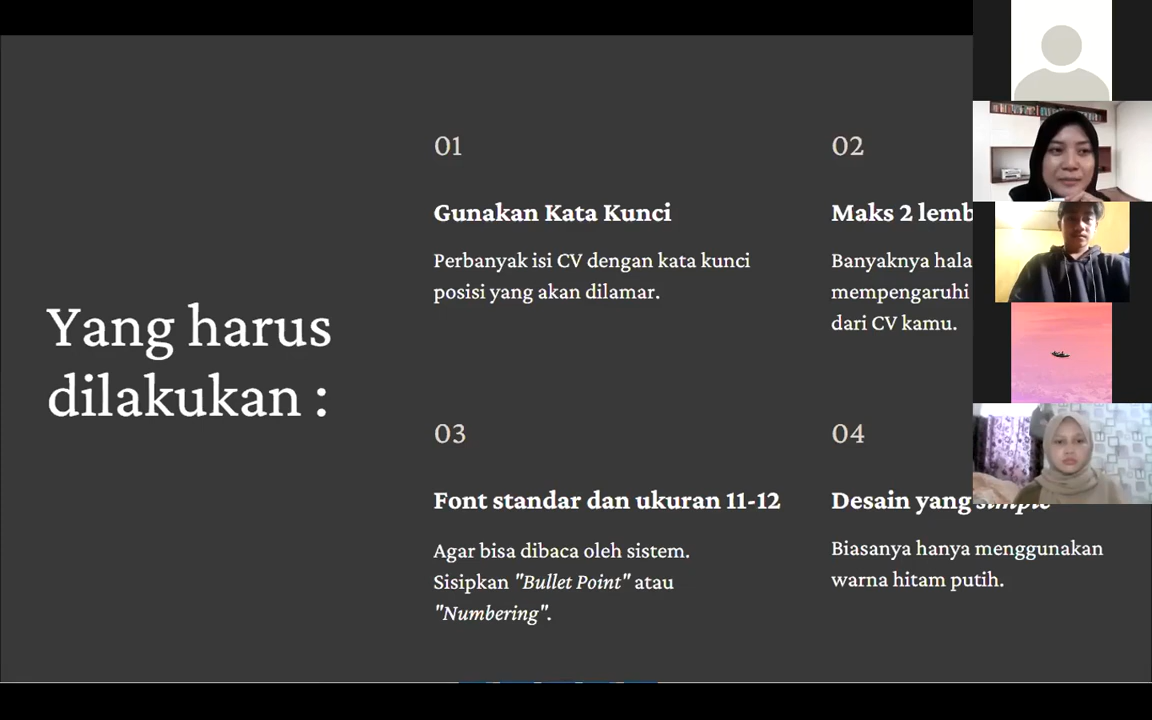 Yang harus
dilakukan :
01
Gunakan Kata Kunci
Perbanyak isi CV dengan kata kunci
posisi yang akan dilamar.
02
Maks 2
Banyaknya
mempengaruhi
dari CV kamu.
03
Font standar dan ukuran 11-12
Agar bisa dibaca oleh sistem.
Sisipkan "Bullet Point" atau
"Numbering".
04
Desain yang simple
Biasanya hanya menggunakan
warna hitam putih.